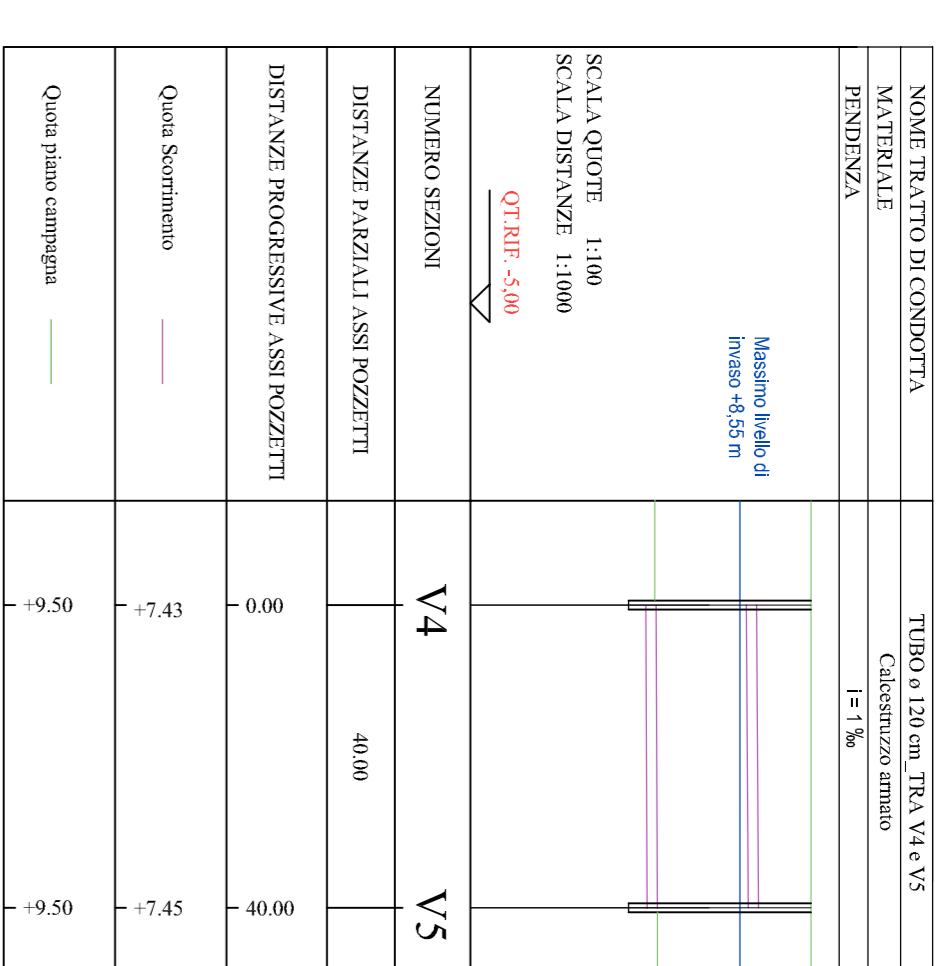 NOME TRATTO DI CONDOTTA
TUBO ø 120 cm_TRA V4 e V5
MATERIALE
Calcestruzzo armato
PENDENZA
i = 1 ‰
Massimo livello di
invaso +8,55 m
SCALA QUOTE 1:100
SCALA DISTANZE 1:1000
QT.RIF. -5,00
NUMERO SEZIONI
V4
V5
DISTANZE PARZIALI ASSI POZZETTI
40.00
DISTANZE PROGRESSIVE ASSI POZZETTI
0.00
40.00
Quota Scorrimento
+7.43
+7.45
Quota piano campagna
+9.50
+9.50